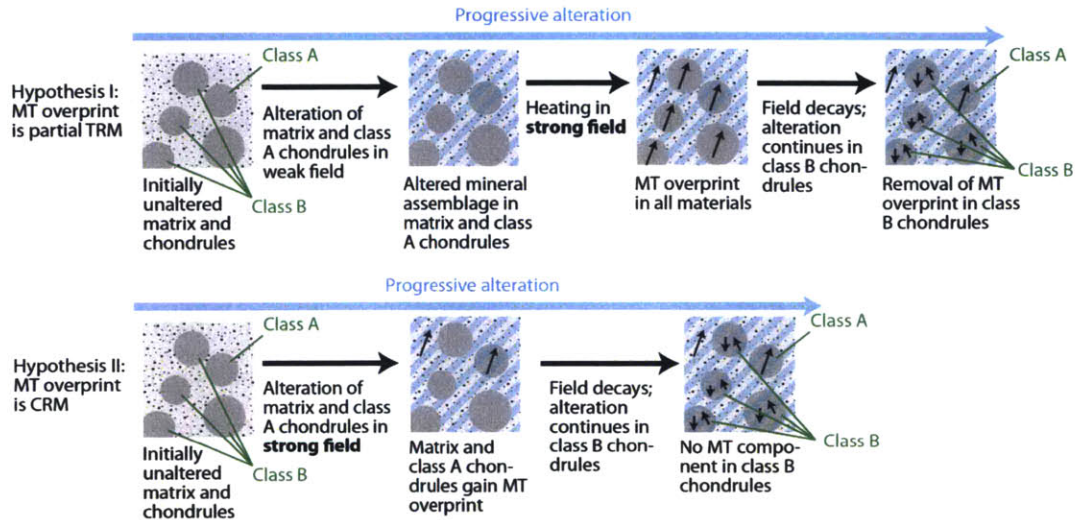 Progressive alteration
Class A
Hypothesis I:
MT overprint
is partial TRM
Alteration of
matrix and class
A chondrules in
weak field
Heating in
strong field
Field decays;
alteration
continues in
class B chon-
drules
Class A
Class B
Initially
unaltered
matrix and
chondrules
Class B
Altered mineral
assemblage in
matrix and class
A chondrules
MT overprint
in all materials
Removal of MT
overprint in class
B chondrules
Progressive alteration
Class A
Hypothesis II:
MT overprint
is CRM
Alteration of
matrix and class
A chondrules in
strong field
Field decays;
alteration
continues in
class B chon-
drules
Class A
Class B
Initially
unaltered
matrix and
chondrules
Class B
Matrix and
class A chon-
drules gain MT
overprint
No MT compo-
nent in class B
chondrules